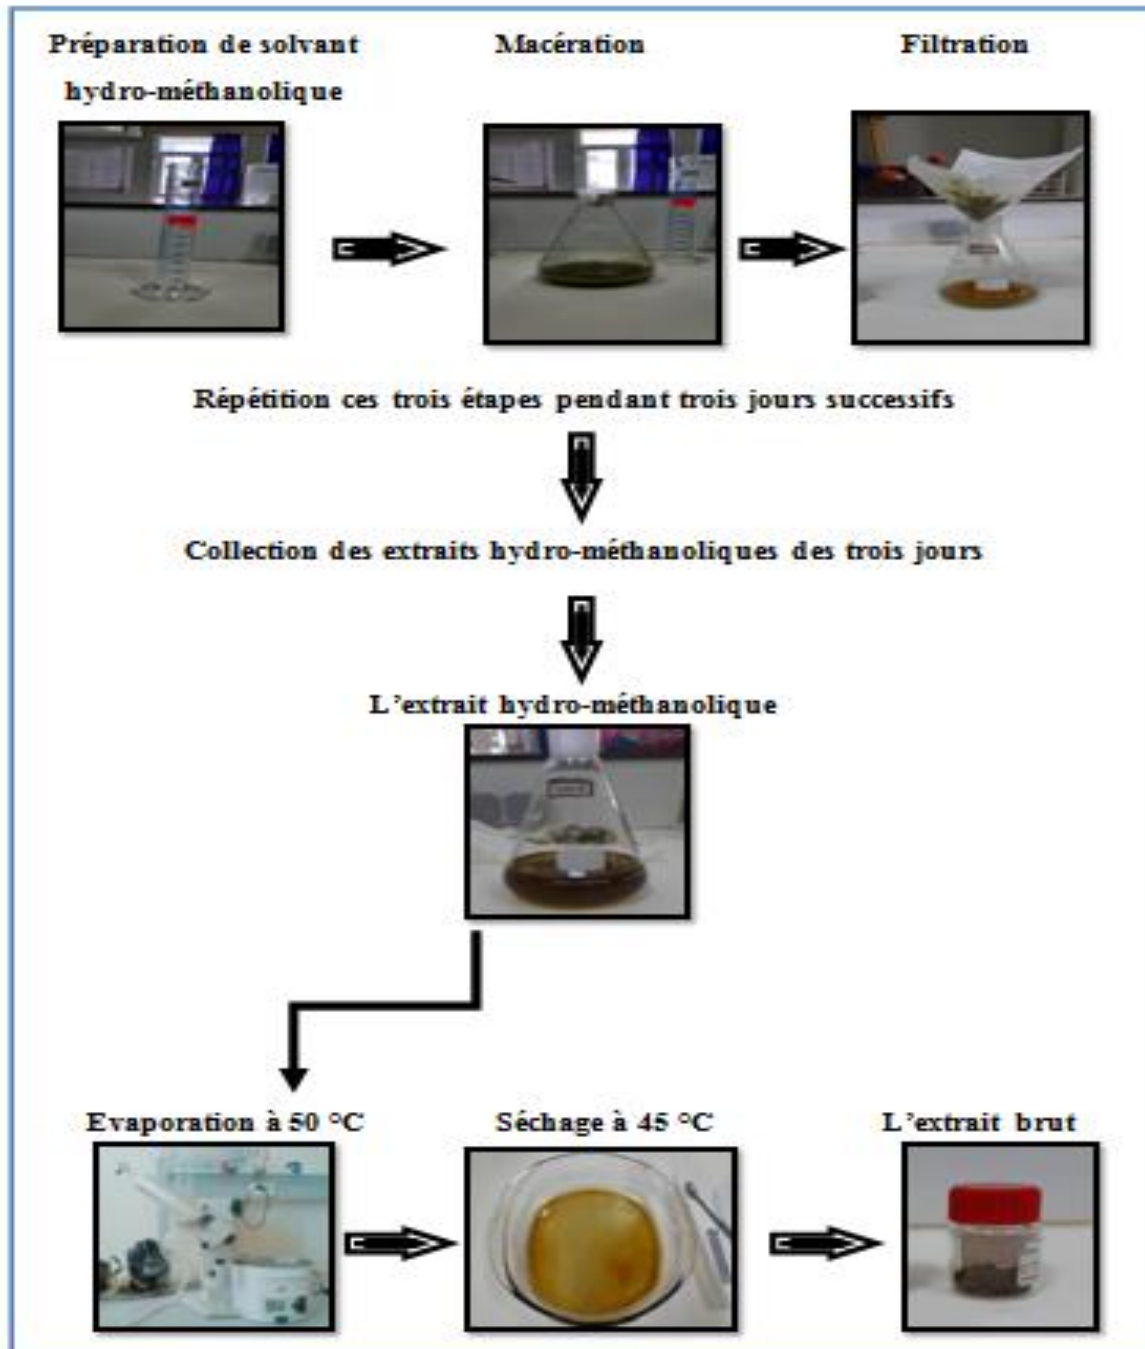 Préparation de solvant
hydro-méthanolique
Macération
Filtration
Répétition ces trois étapes pendant trois jours successifs
Collection des extraits hydro-méthanoliques des trois jours
L'extrait hydro-méthanolique
Evaporation à 50 °C
Séchage à 45 °C
L'extrait brut